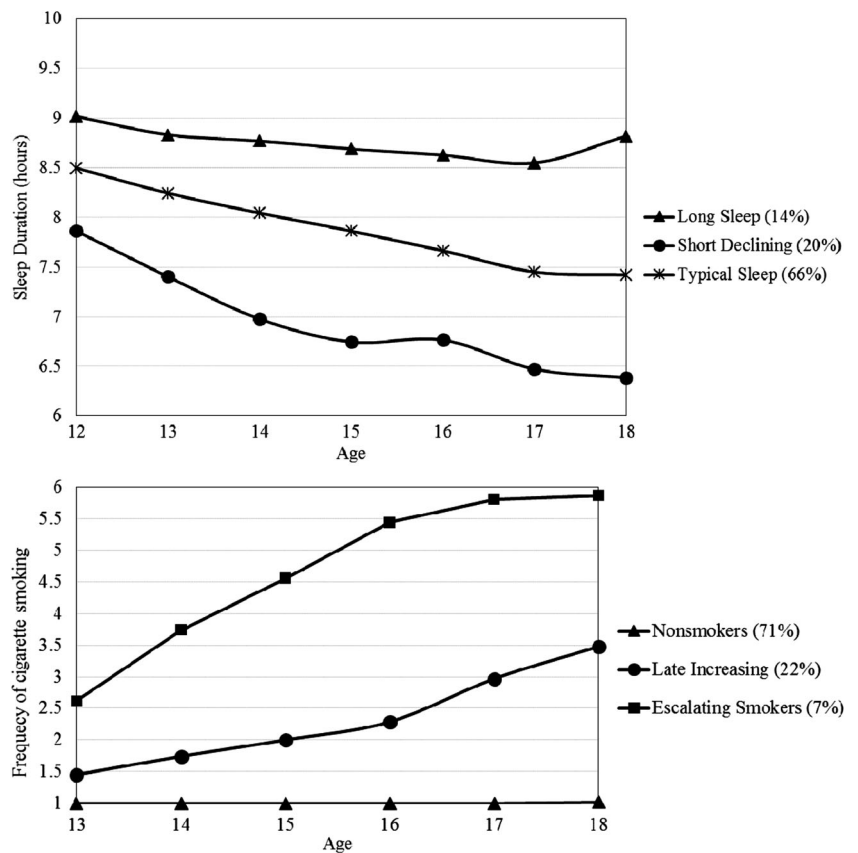 10
9.5
9
8.5
8
7.5
7
6.5
6
Sleep Duration (hours)
12 13 14 15 16 17 18
Age
Long Sleep (14%)
Short Declining (20%)
Typical Sleep (66%)
6
5.5
5
4.5
4
3.5
3
2.5
2
1.5
1
Frequecy of cigarette smoking
13 14 15 16 17 18
Age
Nonsmokers (71%)
Late Increasing (22%)
Escalating Smokers (7%)